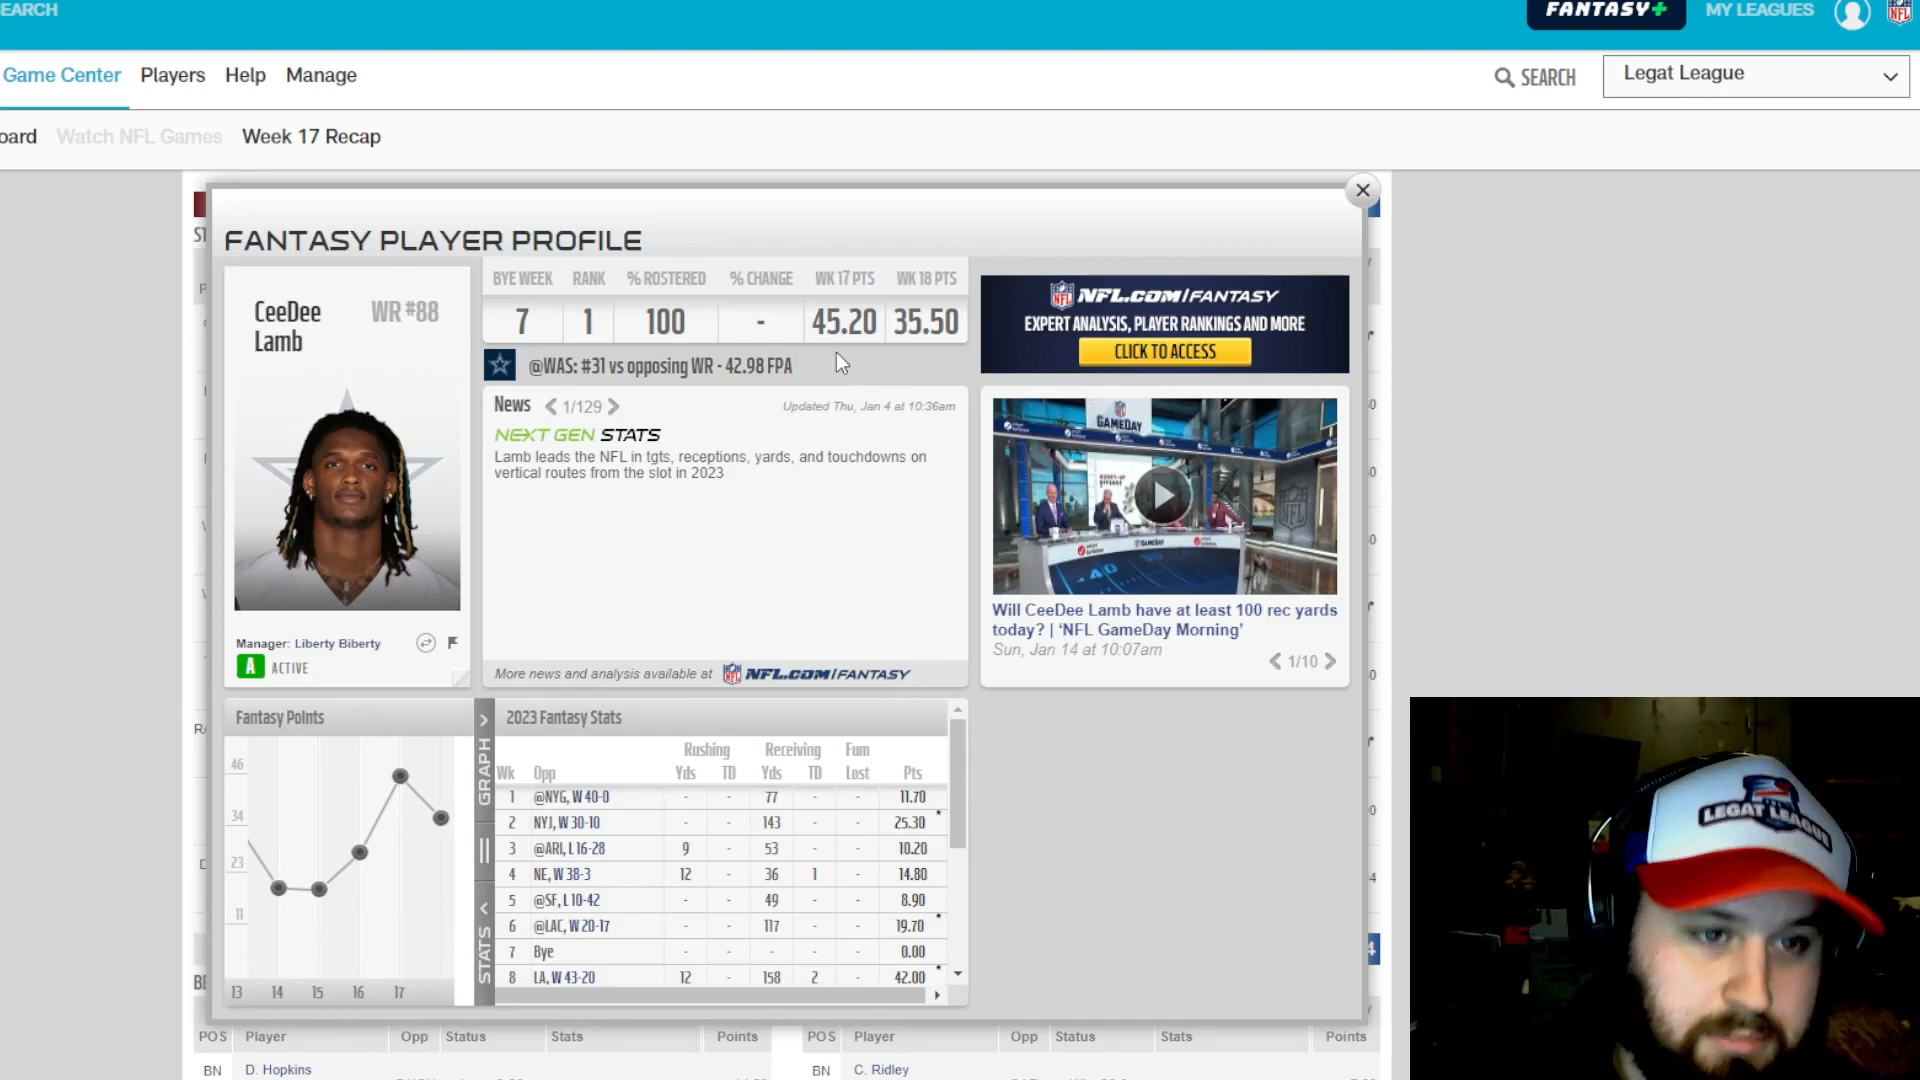 EARCH
FANTASY+
MY LEAGUES
NFL
Game Center Players Help Manage
SEARCH
Legat League
oard Watch NFL Games Week 17 Recap
FANTASY PLAYER PROFILE
CeeDee
Lamb
WR #88
BYE WEEK RANK % ROSTERED % CHANGE WK 17 PTS WK 18 PTS
7 1 100 - 45.20 35.50
@WAS: #31 vs opposing WR - 42.98 FPA
NFL.COM/FANTASY
EXPERT ANALYSIS, PLAYER RANKINGS AND MORE
CLICK TO ACCESS
News 1/129 Updated Thu, Jan 4 at 10:36am
NEXT GEN STATS
Lamb leads the NFL in tgts, receptions, yards, and touchdowns on
vertical routes from the slot in 2023
More news and analysis available at NFL.COM/FANTASY
GAMEDAY
Will CeeDee Lamb have at least 100 rec yards
today? | ‘NFL GameDay Morning’
Sun, Jan 14 at 10:07am
1/10
Manager: Liberty Biberty
A ACTIVE
Fantasy Points
46
34
23
11
13 14 15 16 17
GRAPH
STATS
2023 Fantasy Stats
Rushing Receiving Fum
Wk Opp Yds TD Yds TD Lost Pts
1 @NYG, W 40-0 - - 77 - - 11.70
2 NYJ, W 30-10 - - 143 - - 25.30 *
3 @ARI, L 16-28 9 - 53 - - 10.20
4 NE, W 38-3 12 - 36 1 - 14.80
5 @SF, L 10-42 - - 49 - - 8.90
6 @LAC, W 20-17 - - 117 - - 19.70 *
7 Bye - - - - - 0.00
8 LA, W 43-20 12 - 158 2 - 42.00 *
POS Player Opp Status Stats Points
POS Player Opp Status Stats Points
BN D. Hopkins
BN C. Ridley
LEGAT LEAGUE